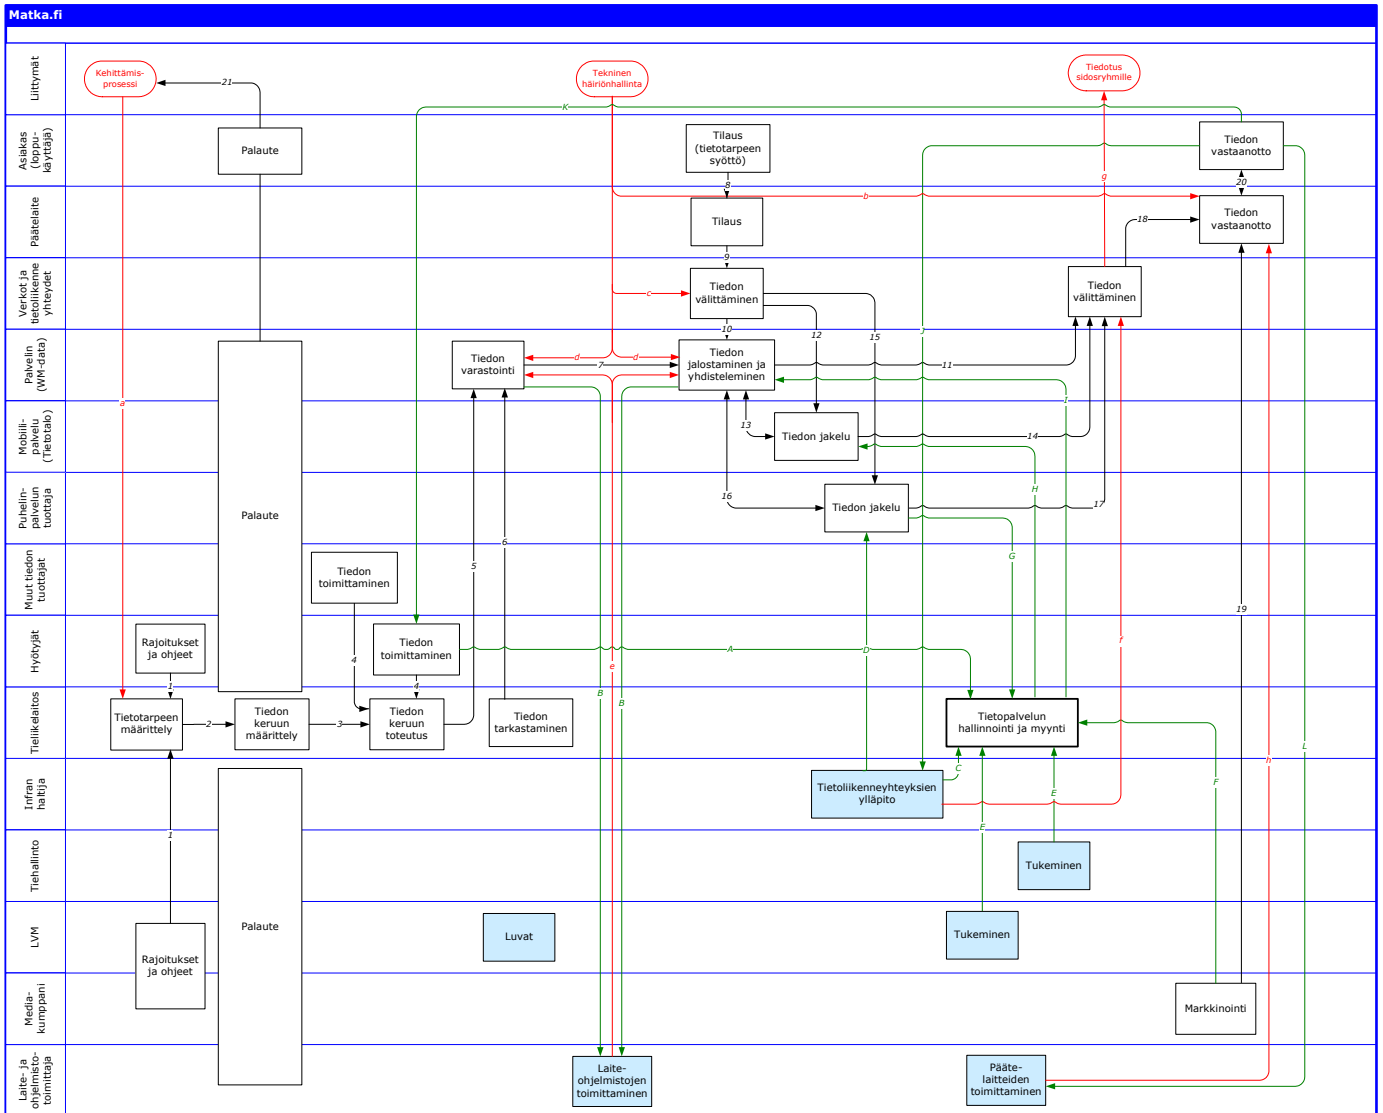 Matka.fi
Liittymät
Kehittämis-
prosessi
21
Tekninen
häiriönhallinta
Tiedotus
sidosryhmille
K
Asiakas
(loppu-
käyttäjä)
Palaute
Tilaus
(tietotarpeen
syöttö)
Tiedon
vastaanotto
8
g
20
b
Päätelaite
Tilaus
Tiedon
vastaanotto
18
9
Verkot ja
tietoliikenne
yhteydet
Tiedon
välittäminen
c
Tiedon
välittäminen
10
12
15
J
Palvelin
(WM-data)
Tiedon
varastointi
d
d
7
Tiedon
jalostaminen ja
yhdisteleminen
11
I
a
Mobiili-
palvelu
(Tietotalo)
13
Tiedon jakelu
14
H
Puhelin-
palvelun
tuottaja
Palaute
16
Tiedon jakelu
17
G
6
5
Muut tiedon
tuottajat
Tiedon
toimittaminen
19
Hyötyjät
Rajoitukset
ja ohjeet
Tiedon
toimittaminen
4
A
D
e
f
1
4
B
B
Tieliikelaitos
Tietotarpeen
määrittely
2
Tiedon
keruun
määrittely
3
Tiedon
keruun
toteutus
Tiedon
tarkastaminen
Tietopalvelun
hallinnointi ja myynti
L
h
Infran
haltija
Tietoliikenneyhteyksien
ylläpito
C
E
F
1
E
Tiehallinto
Tukeminen
LVM
Rajoitukset
ja ohjeet
Palaute
Luvat
Tukeminen
Media-
kumppani
Markkinointi
Laite- ja
ohjelmisto-
toimittaja
Laite-
ohjelmistojen
toimittaminen
Pääte-
laitteiden
toimittaminen